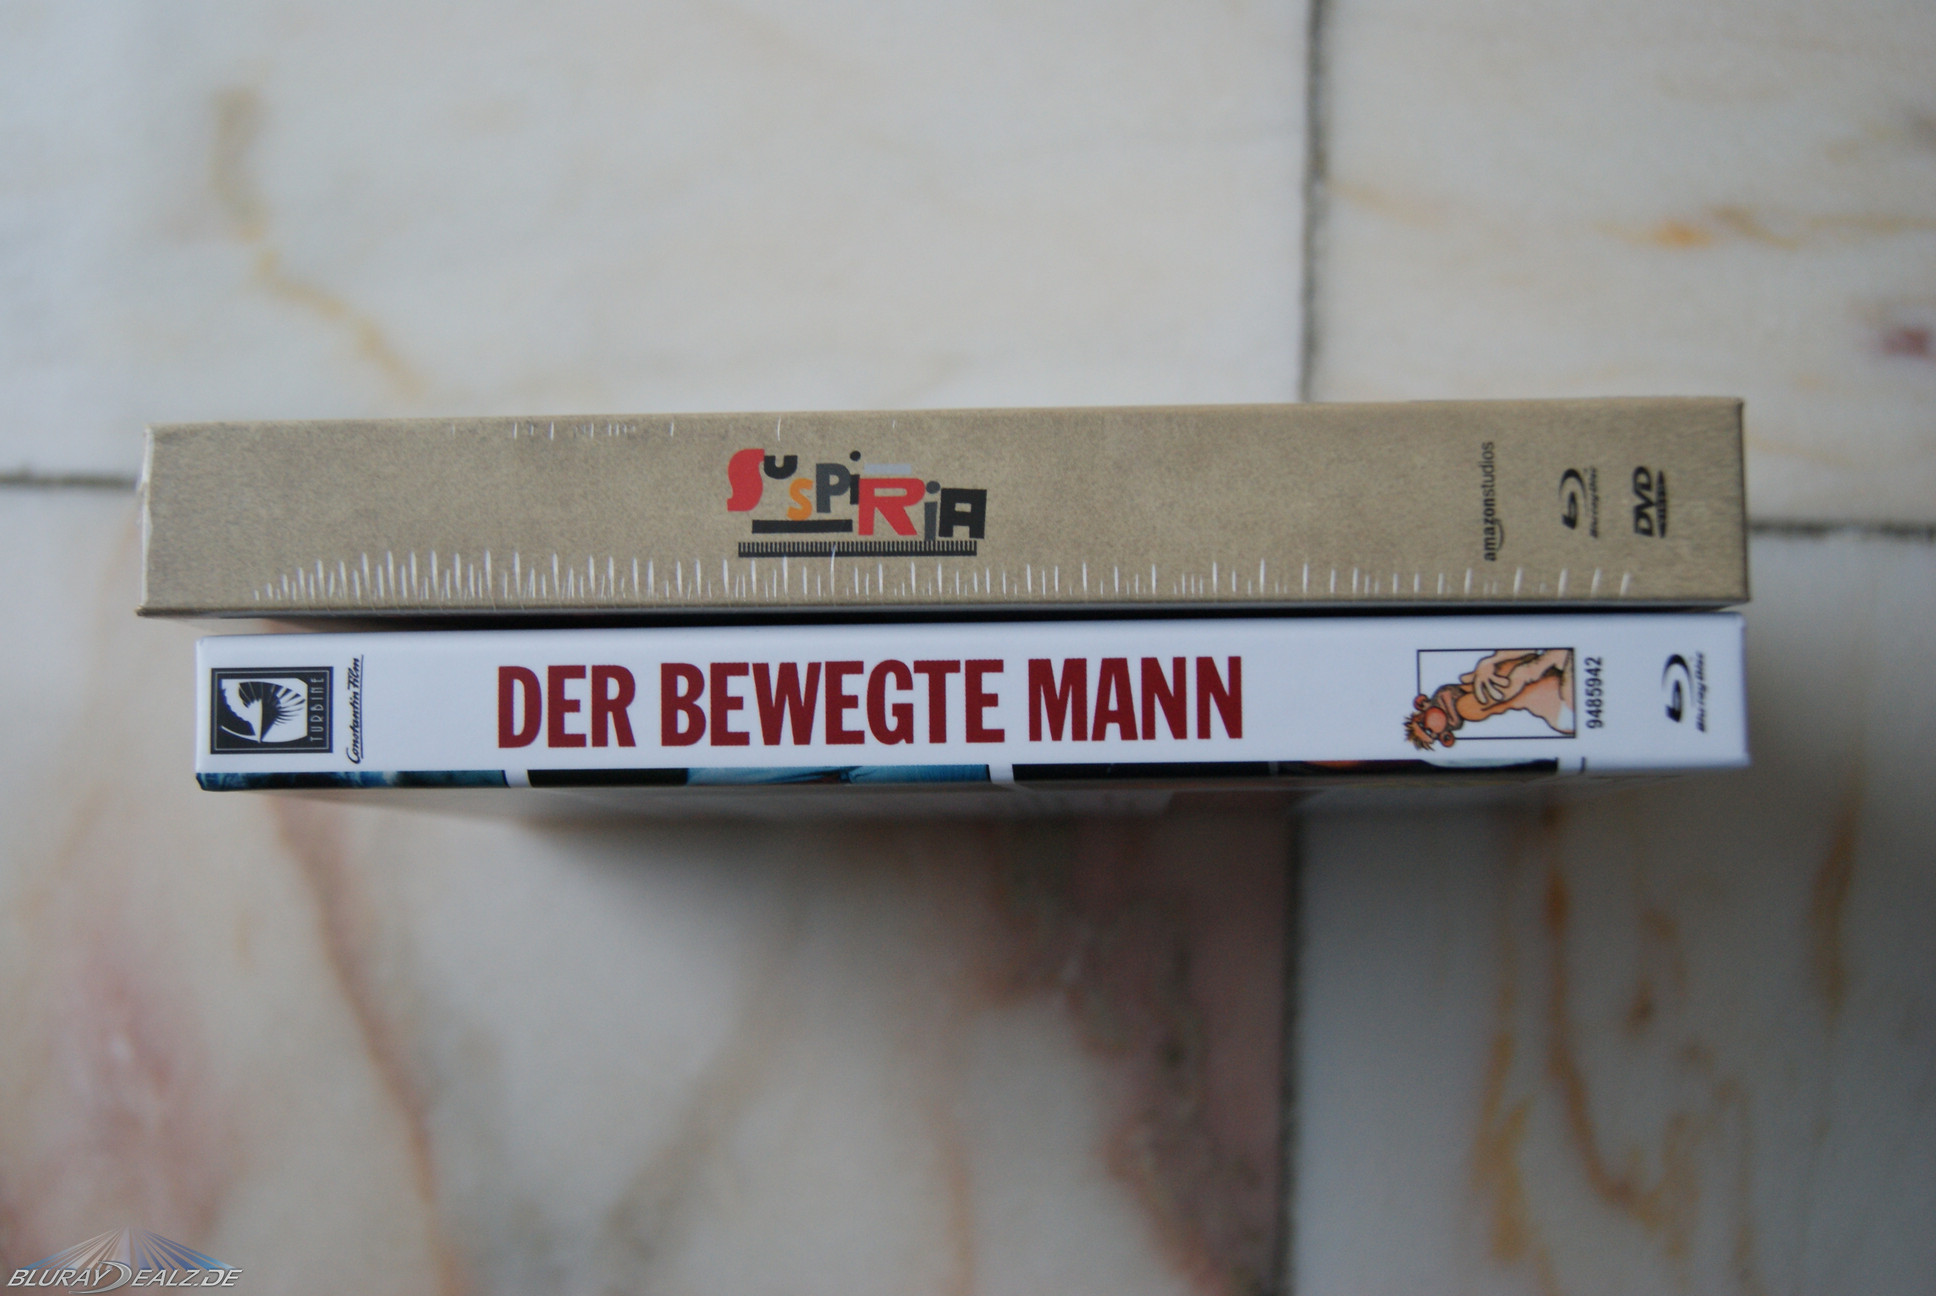 SUSPiRiA
amazonstudios
Blu-ray Disc
DVD
TURBINE
Constantin Film
DER BEWEGTE MANN
9485942
Blu-ray Disc
BLURAYDEALZ.DE